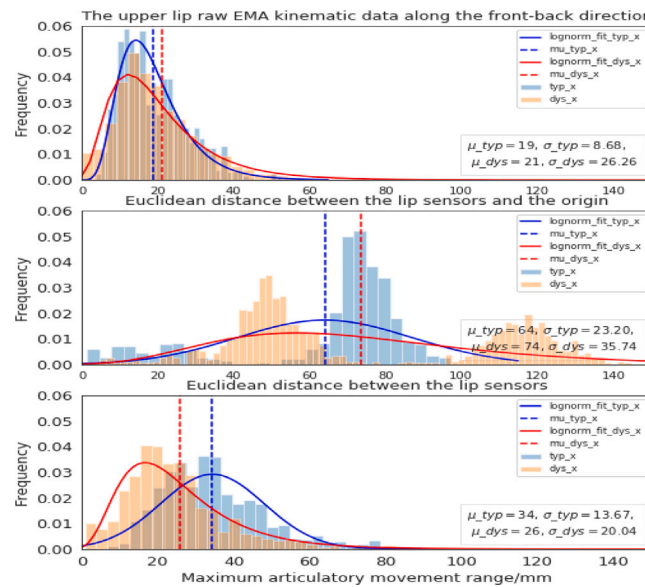 The upper lip raw EMA kinematic data along the front-back direction
0.06
0.05
0.04
0.03
0.02
0.01
0.00
Frequency
lognorm_fit_typ_x
mu_typ_x
lognorm_fit_dys_x
mu_dys_x
typ_x
dys_x
μ_typ = 19, σ_typ = 8.68,
μ_dys = 21, σ_dys = 26.26
0 20 40 60 80 100 120 140
Euclidean distance between the lip sensors and the origin
0.06
0.05
0.04
0.03
0.02
0.01
0.00
Frequency
lognorm_fit_typ_x
mu_typ_x
lognorm_fit_dys_x
mu_dys_x
typ_x
dys_x
μ_typ = 64, σ_typ = 23.20,
μ_dys = 74, σ_dys = 35.74
0 20 40 60 80 100 120 140
Euclidean distance between the lip sensors
0.06
0.05
0.04
0.03
0.02
0.01
0.00
Frequency
lognorm_fit_typ_x
mu_typ_x
lognorm_fit_dys_x
mu_dys_x
typ_x
dys_x
μ_typ = 34, σ_typ = 13.67,
μ_dys = 26, σ_dys = 20.04
0 20 40 60 80 100 120 140
Maximum articulatory movement range/mm